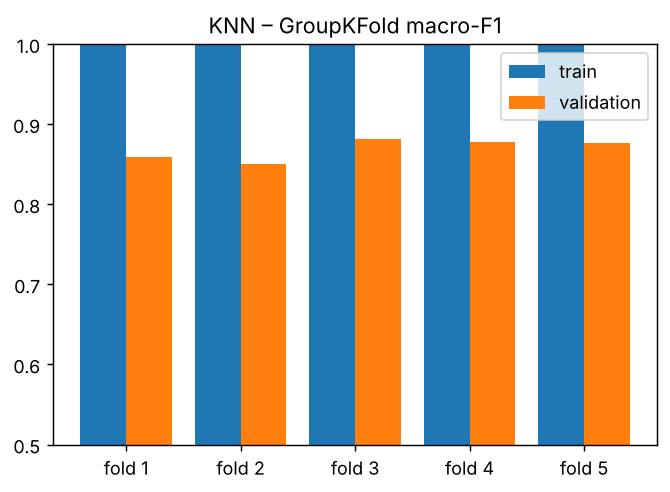 KNN – GroupKFold macro-F1
1.0
0.9
0.8
0.7
0.6
0.5
train
validation
fold 1
fold 2
fold 3
fold 4
fold 5